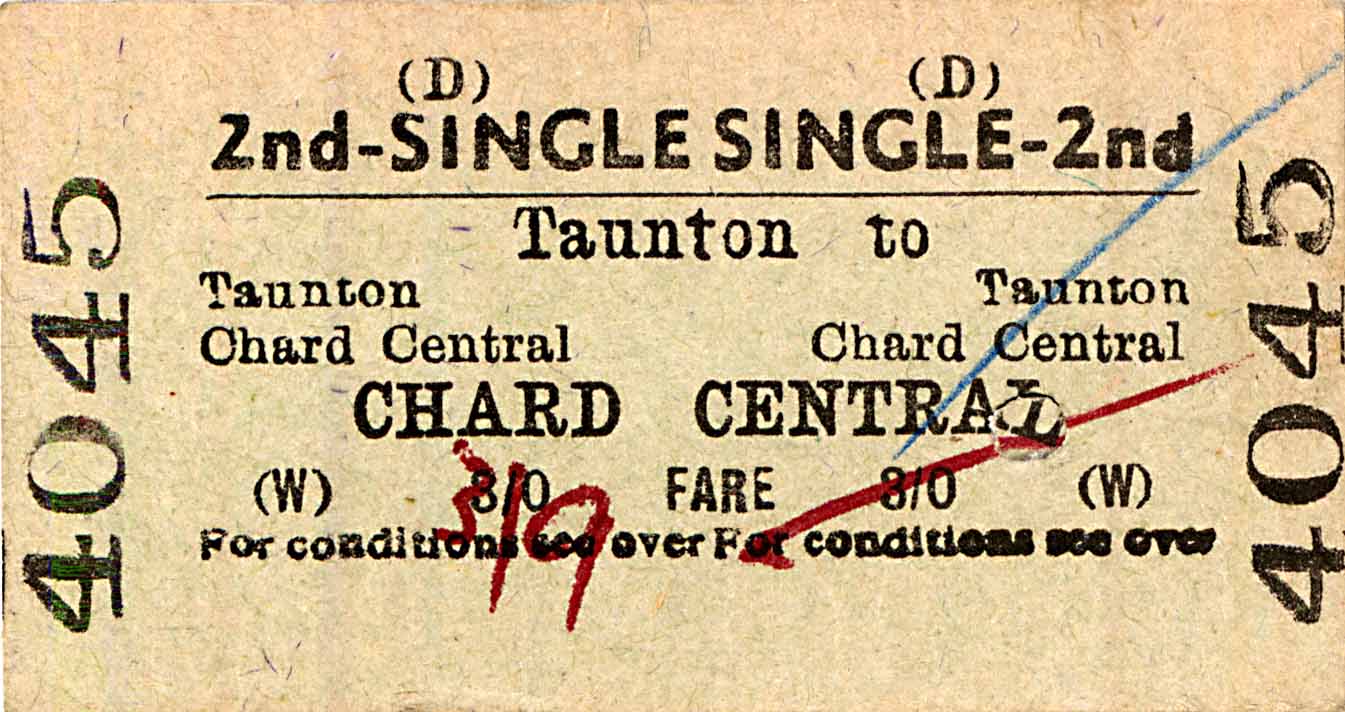 (D) (D)
2nd-SINGLE SINGLE-2nd
Taunton to
Taunton Taunton
Chard Central Chard Central
CHARD CENTRAL
(W) 3/0 FARE 3/0 (W)
3/9
For conditions see over For conditions see over
4045
4045